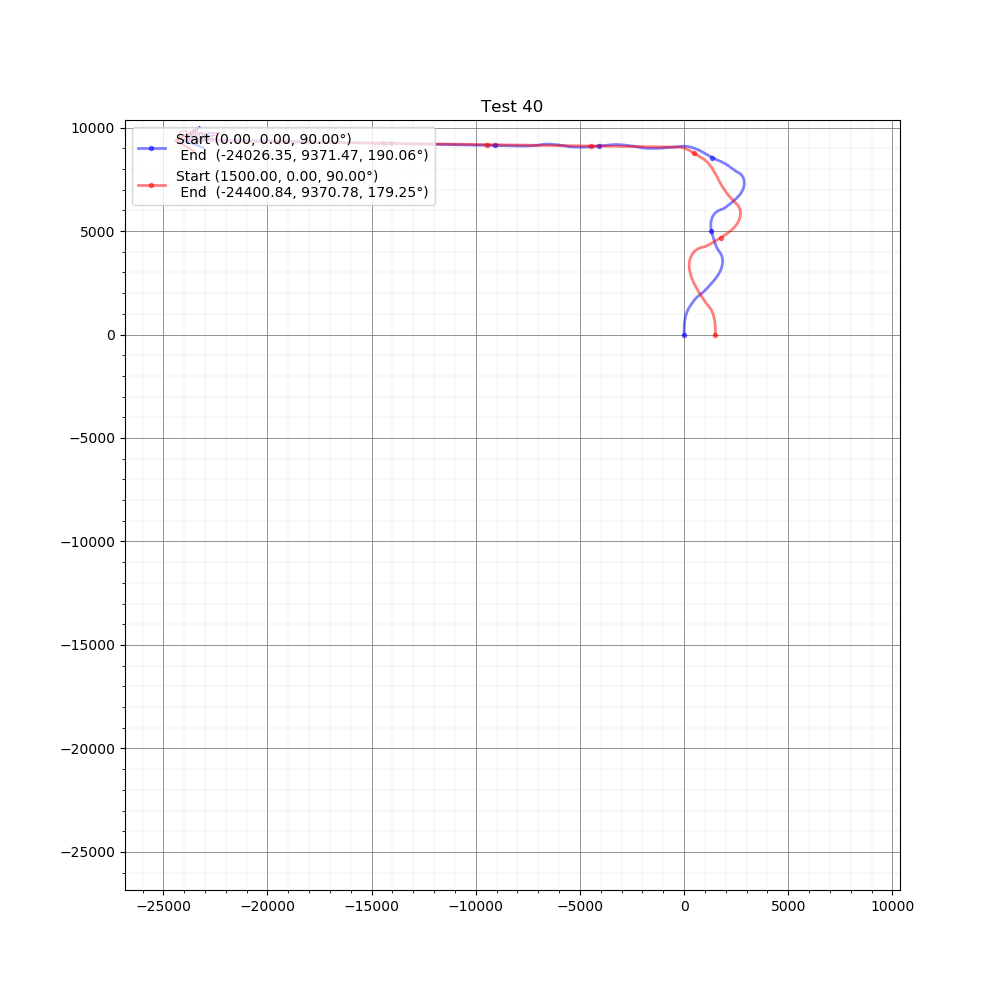 Test 40
Start (0.00, 0.00, 90.00°)
End  (-24026.35, 9371.47, 190.06°)
Start (1500.00, 0.00, 90.00°)
End  (-24400.84, 9370.78, 179.25°)
10000
5000
0
−5000
−10000
−15000
−20000
−25000
−25000 −20000 −15000 −10000 −5000 0 5000 10000